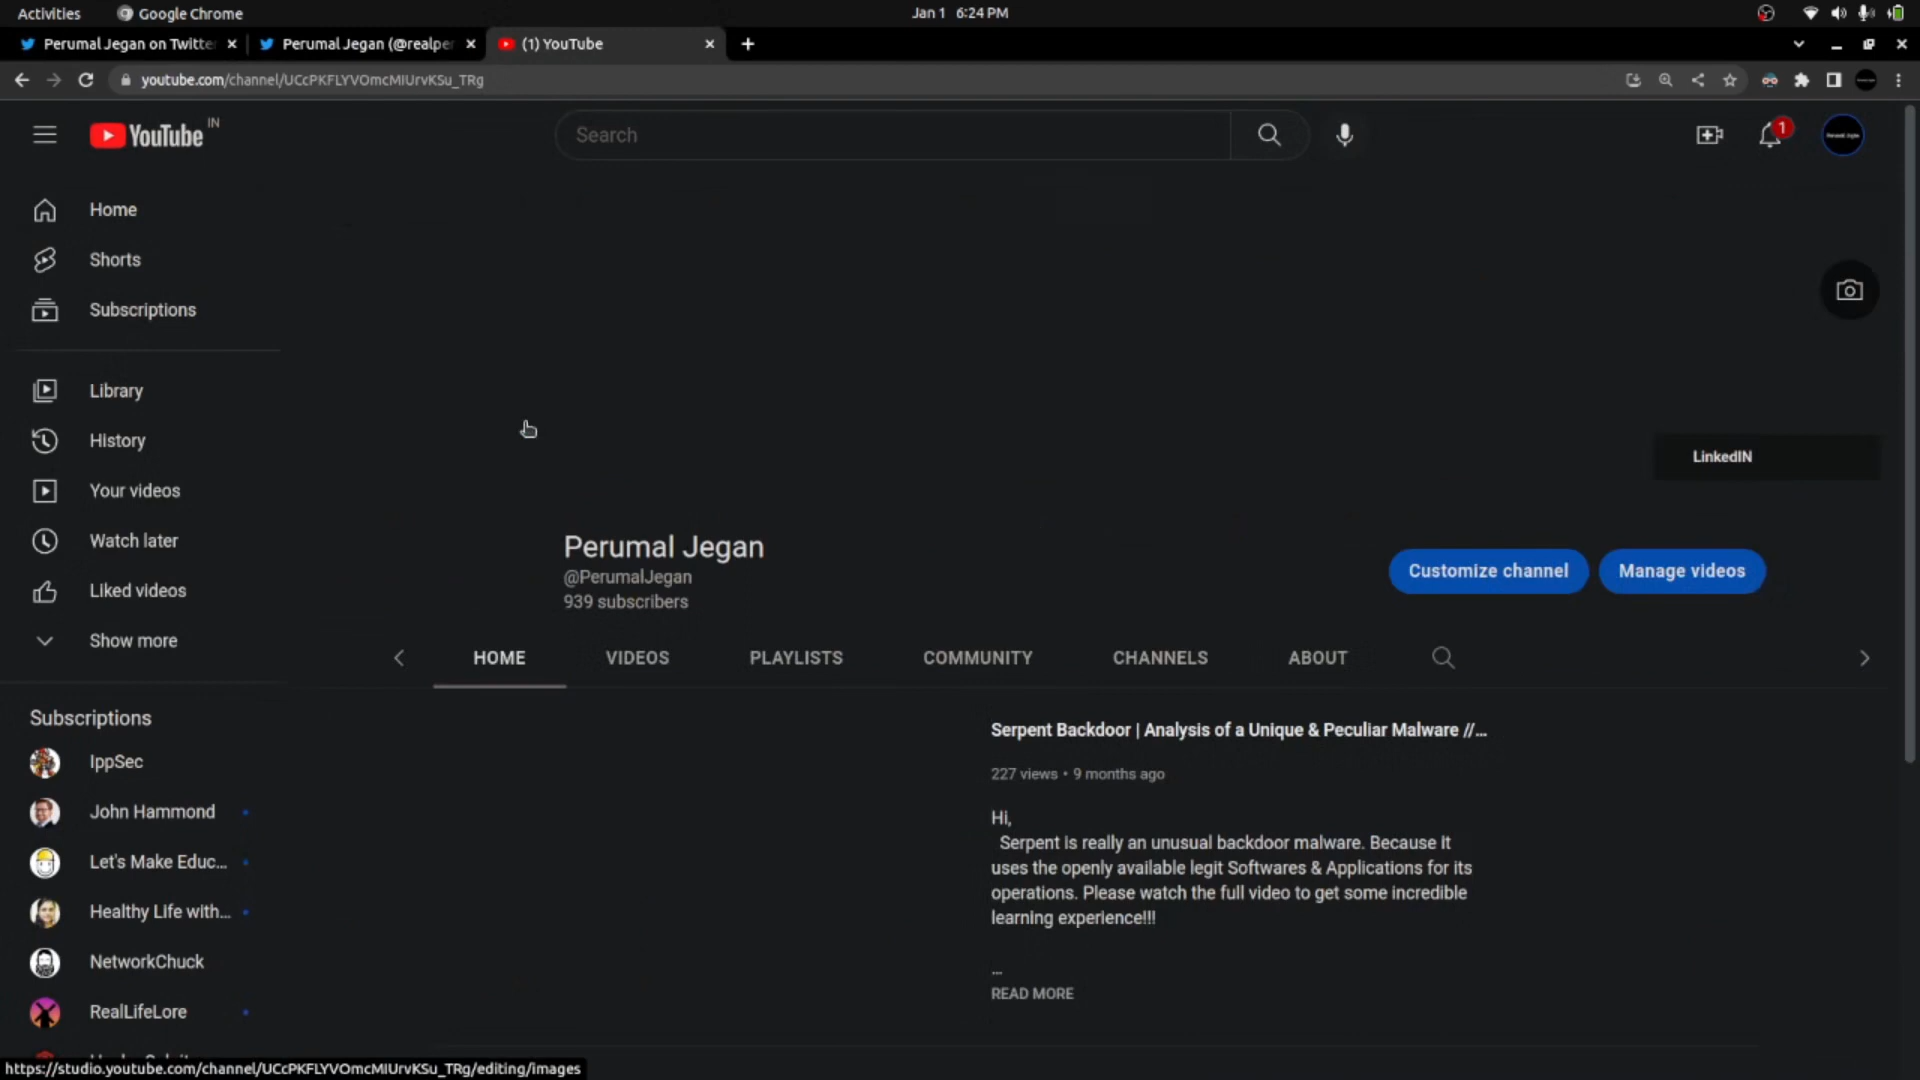 Activities
Google Chrome
Jan 1 6:24 PM
Perumal Jegan on Twitter
Perumal Jegan (@realper
(1) YouTube
youtube.com/channel/UCcPKFLYVOmcMIUrvKSu_TRg
YouTube IN
Search
1
Home
Shorts
Subscriptions
Library
History
Your videos
Watch later
Liked videos
Show more
LinkedIN
Perumal Jegan
@PerumalJegan
939 subscribers
Customize channel
Manage videos
HOME
VIDEOS
PLAYLISTS
COMMUNITY
CHANNELS
ABOUT
Subscriptions
IppSec
John Hammond
Let's Make Educ...
Healthy Life with...
NetworkChuck
RealLifeLore
Serpent Backdoor | Analysis of a Unique & Peculiar Malware //...
227 views • 9 months ago
Hi,
Serpent is really an unusual backdoor malware. Because It
uses the openly available legit Softwares & Applications for its
operations. Please watch the full video to get some incredible
learning experience!!!
...
READ MORE
https://studio.youtube.com/channel/UCcPKFLYVOmcMIUrvKSu_TRg/editing/images